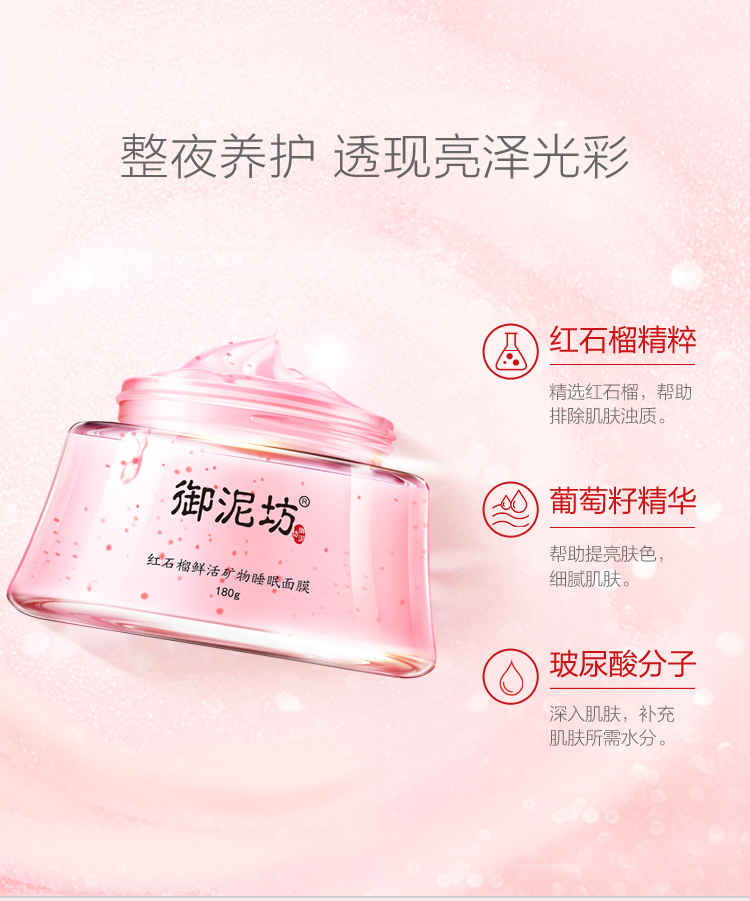 整夜养护 透现亮泽光彩
红石榴精粹
精选红石榴，帮助
排除肌肤浊质。
御泥坊®
红石榴鲜活矿物睡眠面膜
180g
葡萄籽精华
帮助提亮肤色，
细腻肌肤。
玻尿酸分子
深入肌肤，补充
肌肤所需水分。